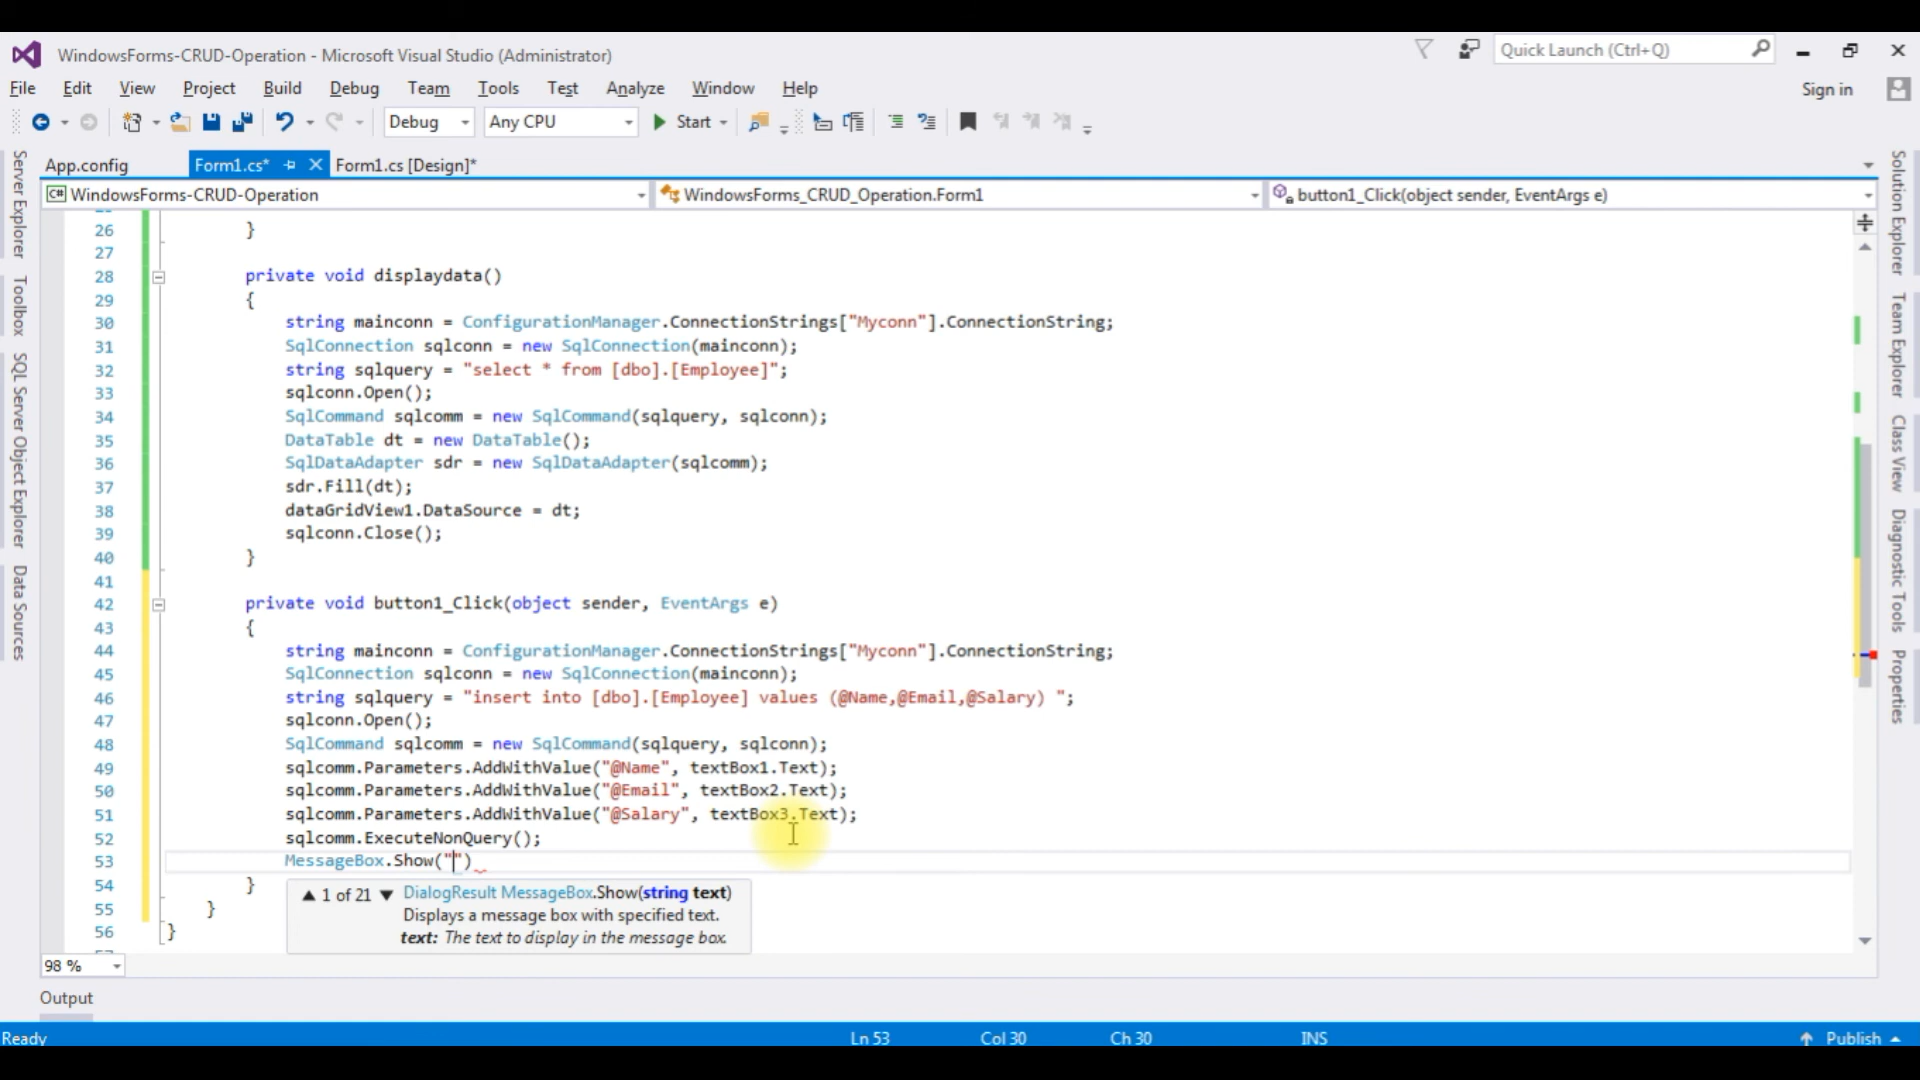 WindowsForms-CRUD-Operation - Microsoft Visual Studio (Administrator)
Quick Launch (Ctrl+Q)
File Edit View Project Build Debug Team Tools Test Analyze Window Help
Sign in
Debug Any CPU Start
App.config Form1.cs* Form1.cs [Design]*
WindowsForms-CRUD-Operation WindowsForms_CRUD_Operation.Form1 button1_Click(object sender, EventArgs e)
26 }
27
28 private void displaydata()
29 {
30 string mainconn = ConfigurationManager.ConnectionStrings["Myconn"].ConnectionString;
31 SqlConnection sqlconn = new SqlConnection(mainconn);
32 string sqlquery = "select * from [dbo].[Employee]";
33 sqlconn.Open();
34 SqlCommand sqlcomm = new SqlCommand(sqlquery, sqlconn);
35 DataTable dt = new DataTable();
36 SqlDataAdapter sdr = new SqlDataAdapter(sqlcomm);
37 sdr.Fill(dt);
38 dataGridView1.DataSource = dt;
39 sqlconn.Close();
40 }
41
42 private void button1_Click(object sender, EventArgs e)
43 {
44 string mainconn = ConfigurationManager.ConnectionStrings["Myconn"].ConnectionString;
45 SqlConnection sqlconn = new SqlConnection(mainconn);
46 string sqlquery = "insert into [dbo].[Employee] values (@Name,@Email,@Salary) ";
47 sqlconn.Open();
48 SqlCommand sqlcomm = new SqlCommand(sqlquery, sqlconn);
49 sqlcomm.Parameters.AddWithValue("@Name", textBox1.Text);
50 sqlcomm.Parameters.AddWithValue("@Email", textBox2.Text);
51 sqlcomm.Parameters.AddWithValue("@Salary", textBox3.Text);
52 sqlcomm.ExecuteNonQuery();
53 MessageBox.Show("")
54 }
55 }
56 }
▲ 1 of 21 ▼ DialogResult MessageBox.Show(string text)
Displays a message box with specified text.
text: The text to display in the message box.
98 %
Output
Ready Ln 53 Col 30 Ch 30 INS Publish
Server Explorer
Toolbox
SQL Server Object Explorer
Data Sources
Solution Explorer
Team Explorer
Class View
Diagnostic Tools
Properties